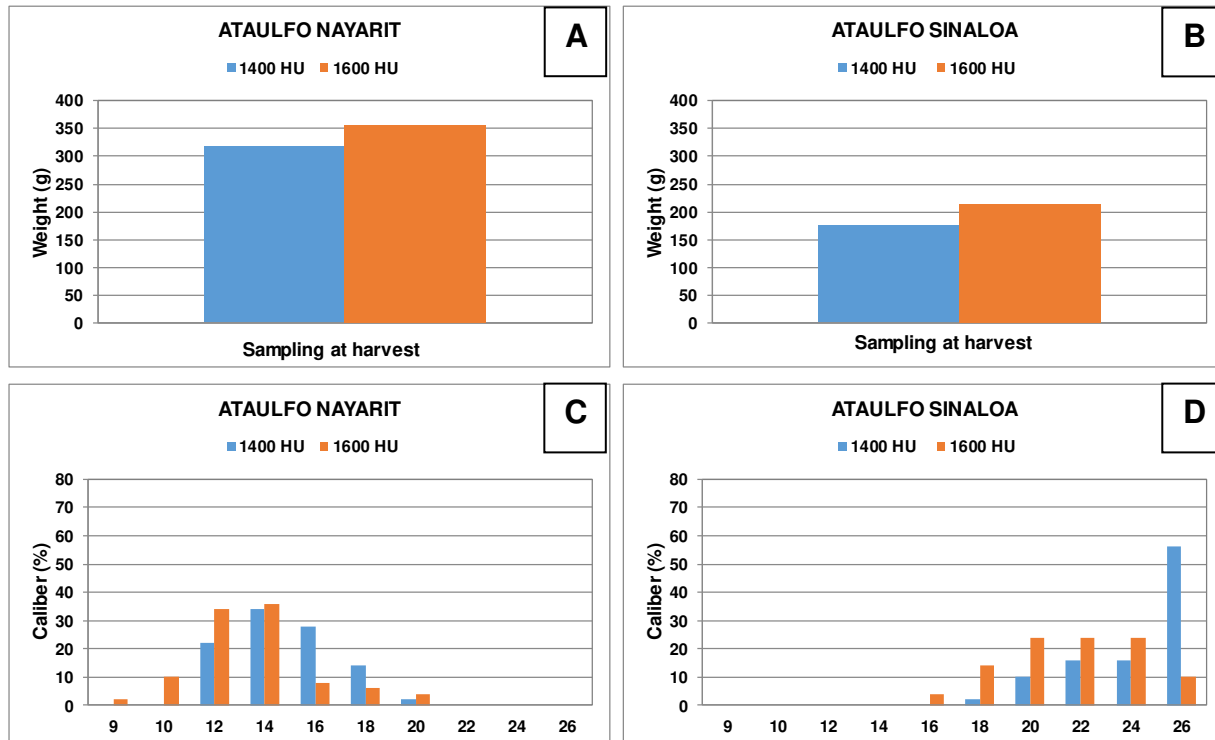 ATAULFO NAYARIT
A
1400 HU 1600 HU
400
350
300
250
200
150
100
50
0
Weight (g)
Sampling at harvest
ATAULFO SINALOA
B
1400 HU 1600 HU
400
350
300
250
200
150
100
50
0
Weight (g)
Sampling at harvest
ATAULFO NAYARIT
C
1400 HU 1600 HU
80
70
60
50
40
30
20
10
0
Caliber (%)
9 10 12 14 16 18 20 22 24 26
ATAULFO SINALOA
D
1400 HU 1600 HU
80
70
60
50
40
30
20
10
0
Caliber (%)
9 10 12 14 16 18 20 22 24 26